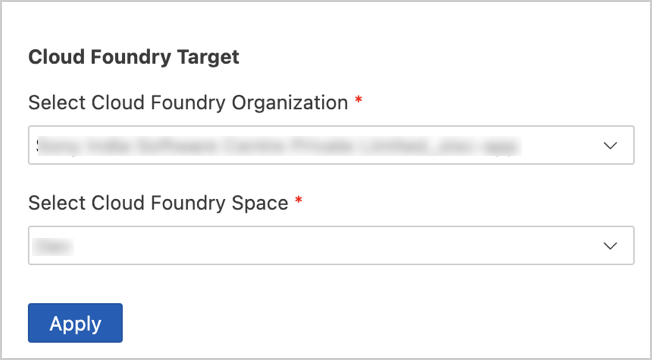 Cloud Foundry Target
Select Cloud Foundry Organization *
Select Cloud Foundry Space *
Apply